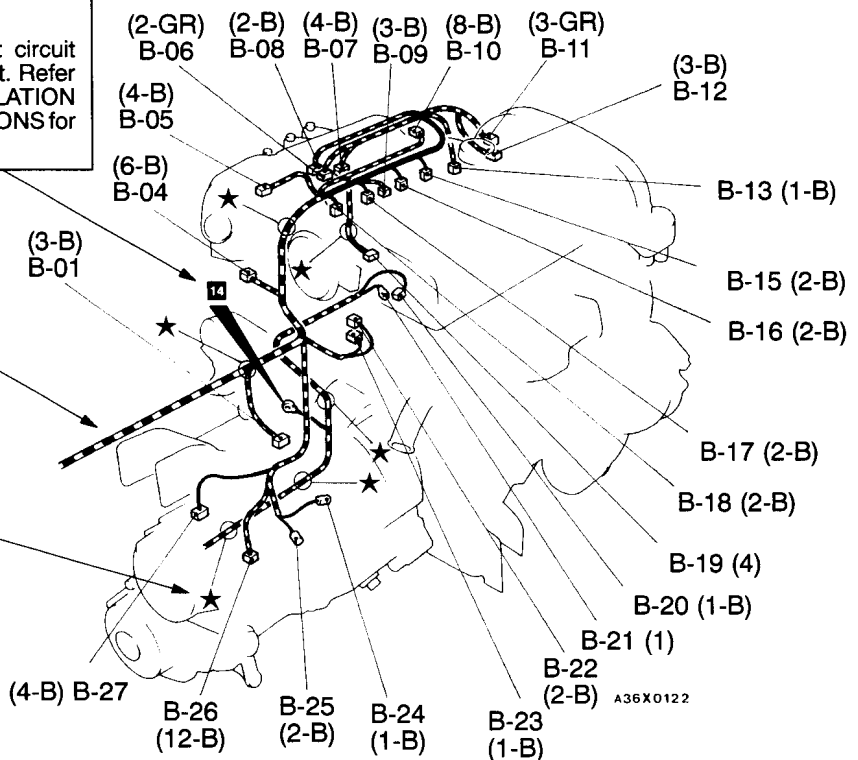 circuit
t. Refer
LATION
ONS for
(2-GR) (2-B) (4-B) (3-B) (8-B) (3-GR)
B-06 B-08 B-07 B-09 B-10 B-11
(3-B)
B-12
(4-B)
B-05
(6-B)
B-04
(3-B)
B-01
14
B-13 (1-B)
B-15 (2-B)
B-16 (2-B)
B-17 (2-B)
B-18 (2-B)
B-19 (4)
B-20 (1-B)
B-21 (1)
B-22
(2-B)
A36X0122
(4-B) B-27
B-26
(12-B)
B-25
(2-B)
B-24
(1-B)
B-23
(1-B)